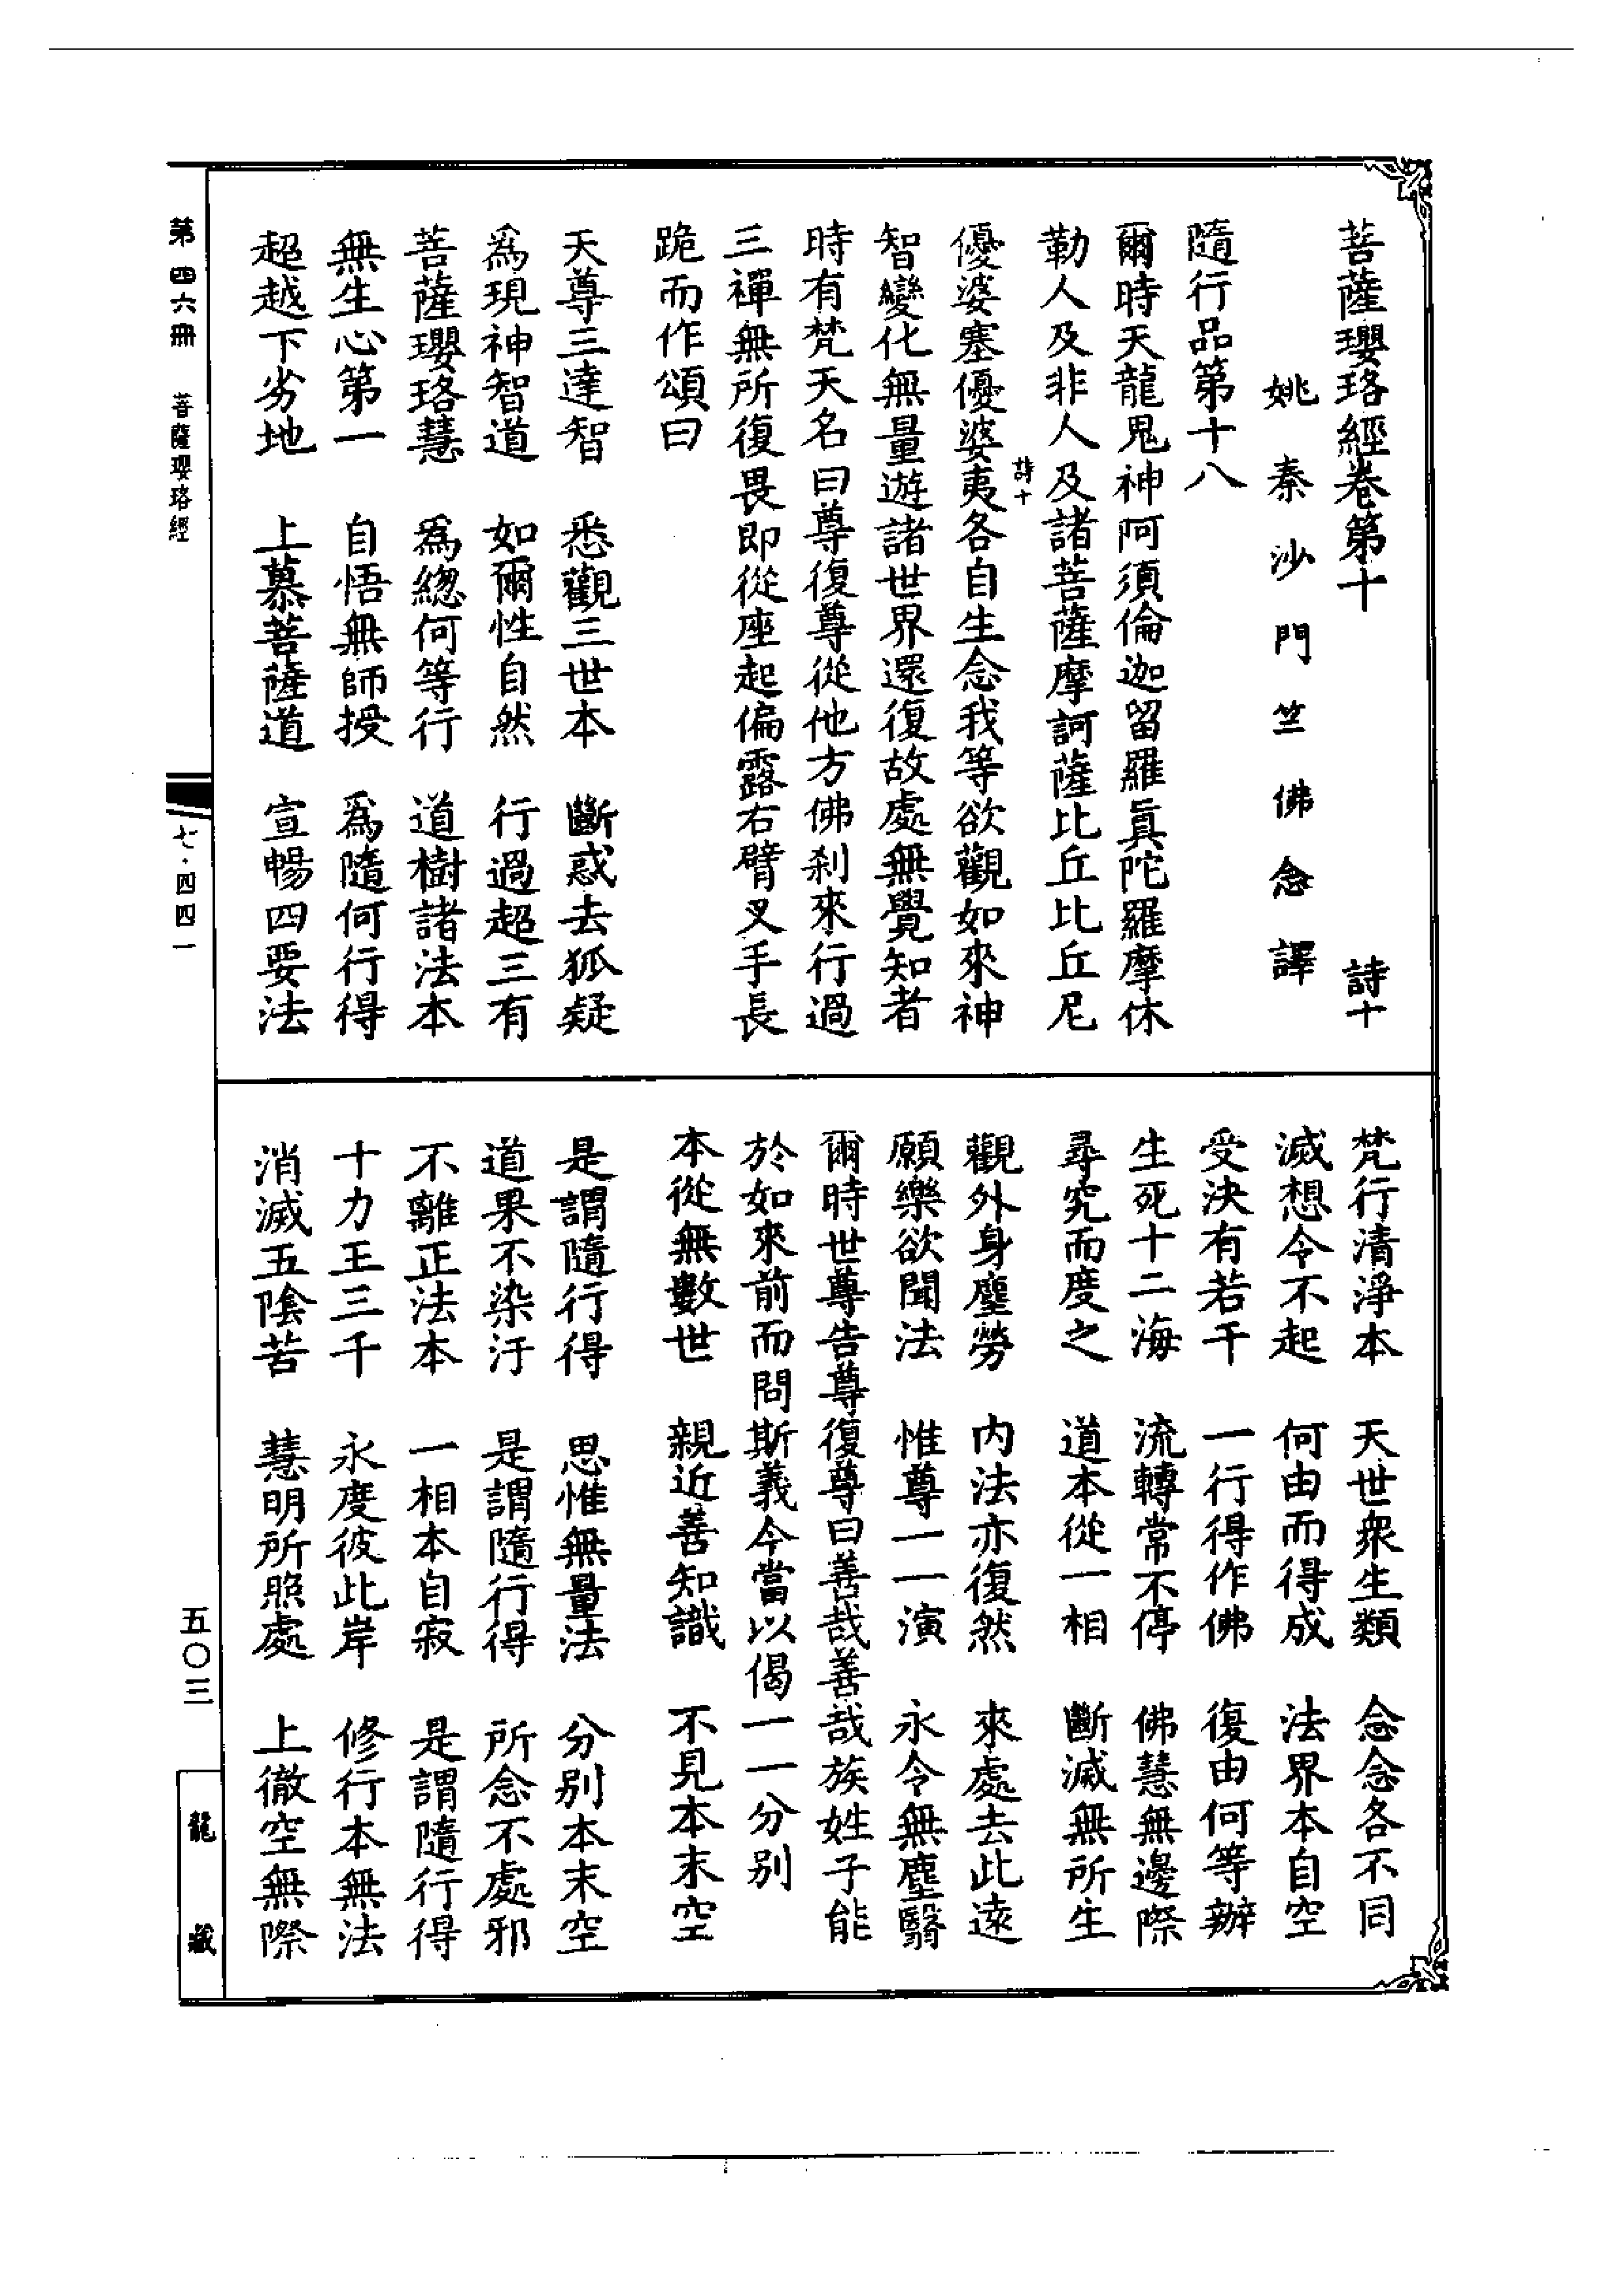 菩薩瓔珞經卷第十　詩十
姚秦沙門竺佛念譯
隨行品第十八
爾時天龍鬼神阿須倫迦留羅眞陀羅摩休
勒人及非人及諸菩薩摩訶薩比丘比丘尼
詩十
優婆塞優婆夷各自生念我等欲觀如來神
智變化無量遊諸世界還復故處無覺知者
時有梵天名曰尊復尊從他方佛剎來行過
三禪無所復畏即從座起偏露右臂叉手長
跪而作頌曰
天尊三達智　悉觀三世本　斷惑去狐疑
爲現神智道　如爾性自然　行過超三有
菩薩瓔珞慧　爲緫何等行　道樹諸法本
無生心第一　自悟無師授　爲隨何行得
超越下劣地　上慕菩薩道　宣暢四要法
梵行清淨本　天世衆生類　念念各不同
滅想令不起　何由而得成　法界本自空
受決有若干　一行得作佛　復由何等辦
生死十二海　流轉常不停　佛慧無邊際
尋究而度之　道本從一相　斷滅無所生
觀外身塵勞　内法亦復然　來處去此遠
願樂欲聞法　惟尊一一演　永令無塵翳
爾時世尊告尊復尊曰善哉善哉族姓子能
於如來前而問斯義今當以偈一一分别
本從無數世　親近善知識　不見本末空
是謂隨行得　思惟無量法　分别本末空
道果不染汙　是謂隨行得　所念不處邪
不離正法本　一相本自寂　是謂隨行得
十力王三千　永度彼此岸　修行本無法
消滅五陰苦　慧明所照處　上徹空無際
第四六冊　菩薩瓔珞經
七·四四一
五〇三
龍藏